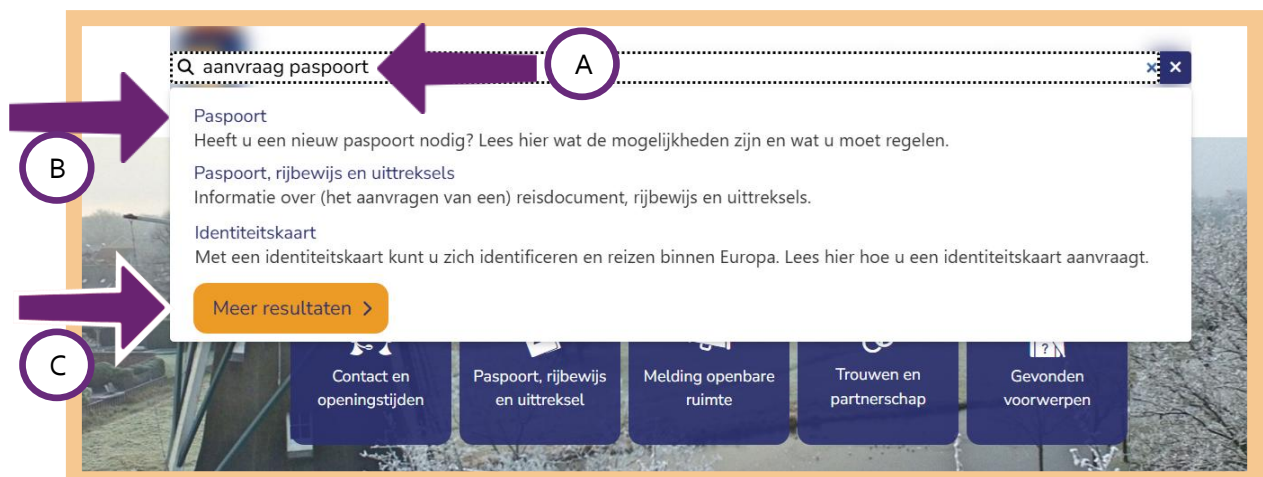 aanvraag paspoort
A
Paspoort
Heeft u een nieuw paspoort nodig? Lees hier wat de mogelijkheden zijn en wat u moet regelen.
B
Paspoort, rijbewijs en uittreksels
Informatie over (het aanvragen van een) reisdocument, rijbewijs en uittreksels.
Identiteitskaart
Met een identiteitskaart kunt u zich identificeren en reizen binnen Europa. Lees hier hoe u een identiteitskaart aanvraagt.
Meer resultaten
C
Contact en
openingstijden
Paspoort, rijbewijs
en uittreksel
Melding openbare
ruimte
Trouwen en
partnerschap
Gevonden
voorwerpen